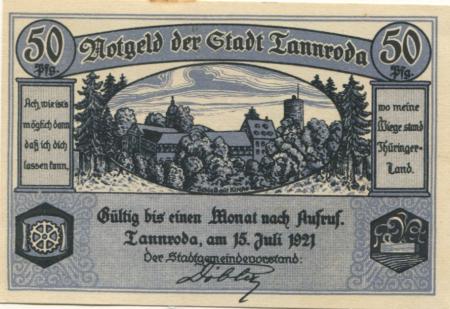 50 Pfg.
Notgeld der Stadt Tannroda
50 Pfg.
Ach, wie ist's
möglich dann
daß ich dich
lassen kann.
wo meine
Wiege stand
Thüringer-
Land.
Schloß mit Kirche
Gültig bis einen Monat nach Aufruf.
Tannroda, am 15. Juli 1921
Der Stadtgemeindevorstand: